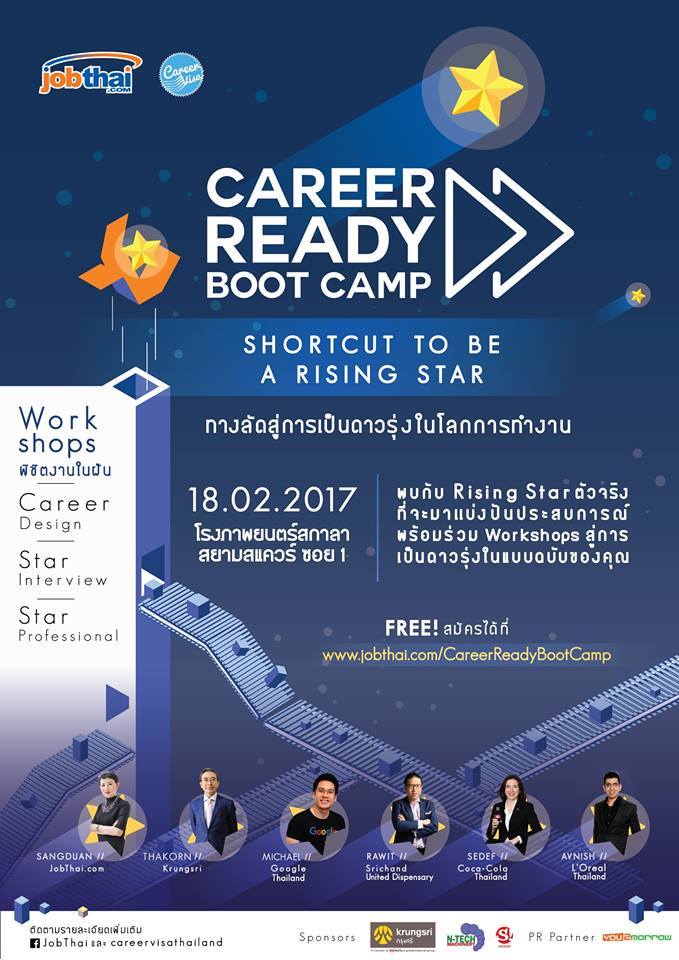 jobthai
.COM
Career
Visa
CAREER
READY
BOOT CAMP
SHORTCUT TO BE
A RISING STAR
ทางลัดสู่การเป็นดาวรุ่งในโลกการทำงาน
Work
shops
พิชิตงานในฝัน
Career
Design
Star
Interview
Star
Professional
18.02.2017
โรงภาพยนตร์สกาลา
สยามสแควร์ ซอย 1
พบกับ Rising Star ตัวจริง
ที่จะมาแบ่งปันประสบการณ์
พร้อมร่วม Workshops สู่การ
เป็นดาวรุ่งในแบบฉบับของคุณ
FREE! สมัครได้ที่
www.jobthai.com/CareerReadyBootCamp
Google
SANGDUAN //
JobThai.com
THAKORN //
Krungsri
MICHAEL //
Google
Thailand
RAWIT //
Srichand
United Dispensary
SEDEF //
Coca-Cola
Thailand
AVNISH //
L'Oreal
Thailand
ติดตามรายละเอียดเพิ่มเติม
JobThai และ careervisathailand
Sponsors
krungsri
กรุงศรี
N-TECH
MACHINERY
PR Partner
YOU2MORROW